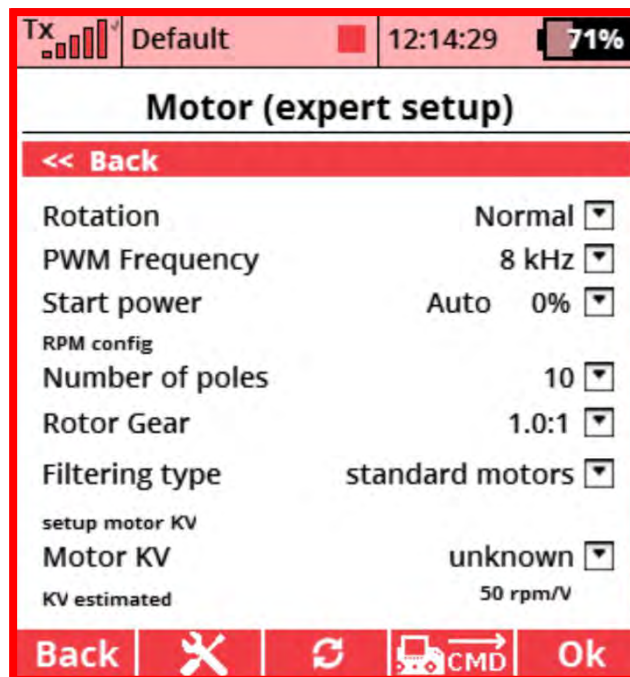 Tx Default 12:14:29 71%
Motor (expert setup)
<< Back
Rotation Normal
PWM Frequency 8 kHz
Start power Auto 0%
RPM config
Number of poles 10
Rotor Gear 1.0:1
Filtering type standard motors
setup motor KV
Motor KV unknown
KV estimated 50 rpm/V
Back CMD Ok